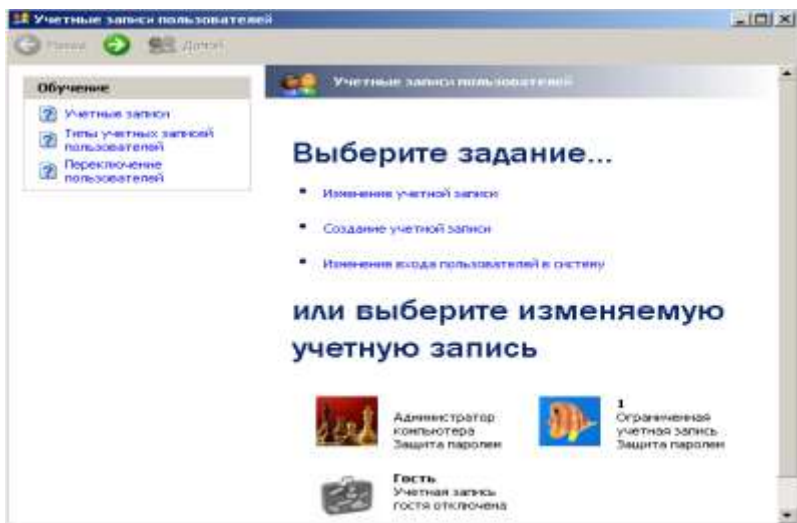 Учетные записи пользователей
Назад Домой
Обучение
Учетные записи
Типы учетных записей
пользователей
Переключение
пользователей
Учетные записи пользователей
Выберите задание...
Изменение учетной записи
Создание учетной записи
Изменение входа пользователей в систему
или выберите изменяемую
учетную запись
Администратор
компьютера
Защита паролем
1
Ограниченная
учетная запись
Защита паролем
Гость
Учетная запись
гостя отключена